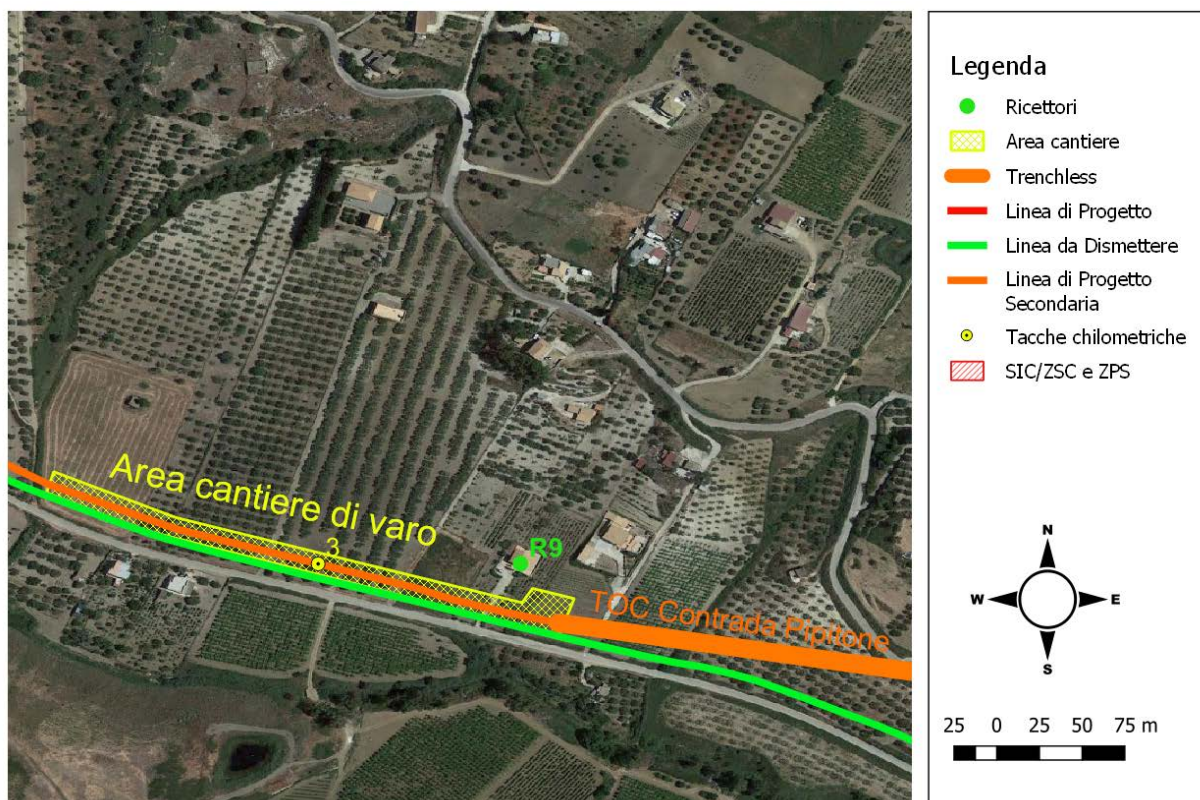 Area cantiere di varo
3
R9
TOC Contrada Pipitone
Legenda
Ricettori
Area cantiere
Trenchless
Linea di Progetto
Linea da Dismettere
Linea di Progetto
Secondaria
Tacche chilometriche
SIC/ZSC e ZPS
N
W E
S
25 0 25 50 75 m